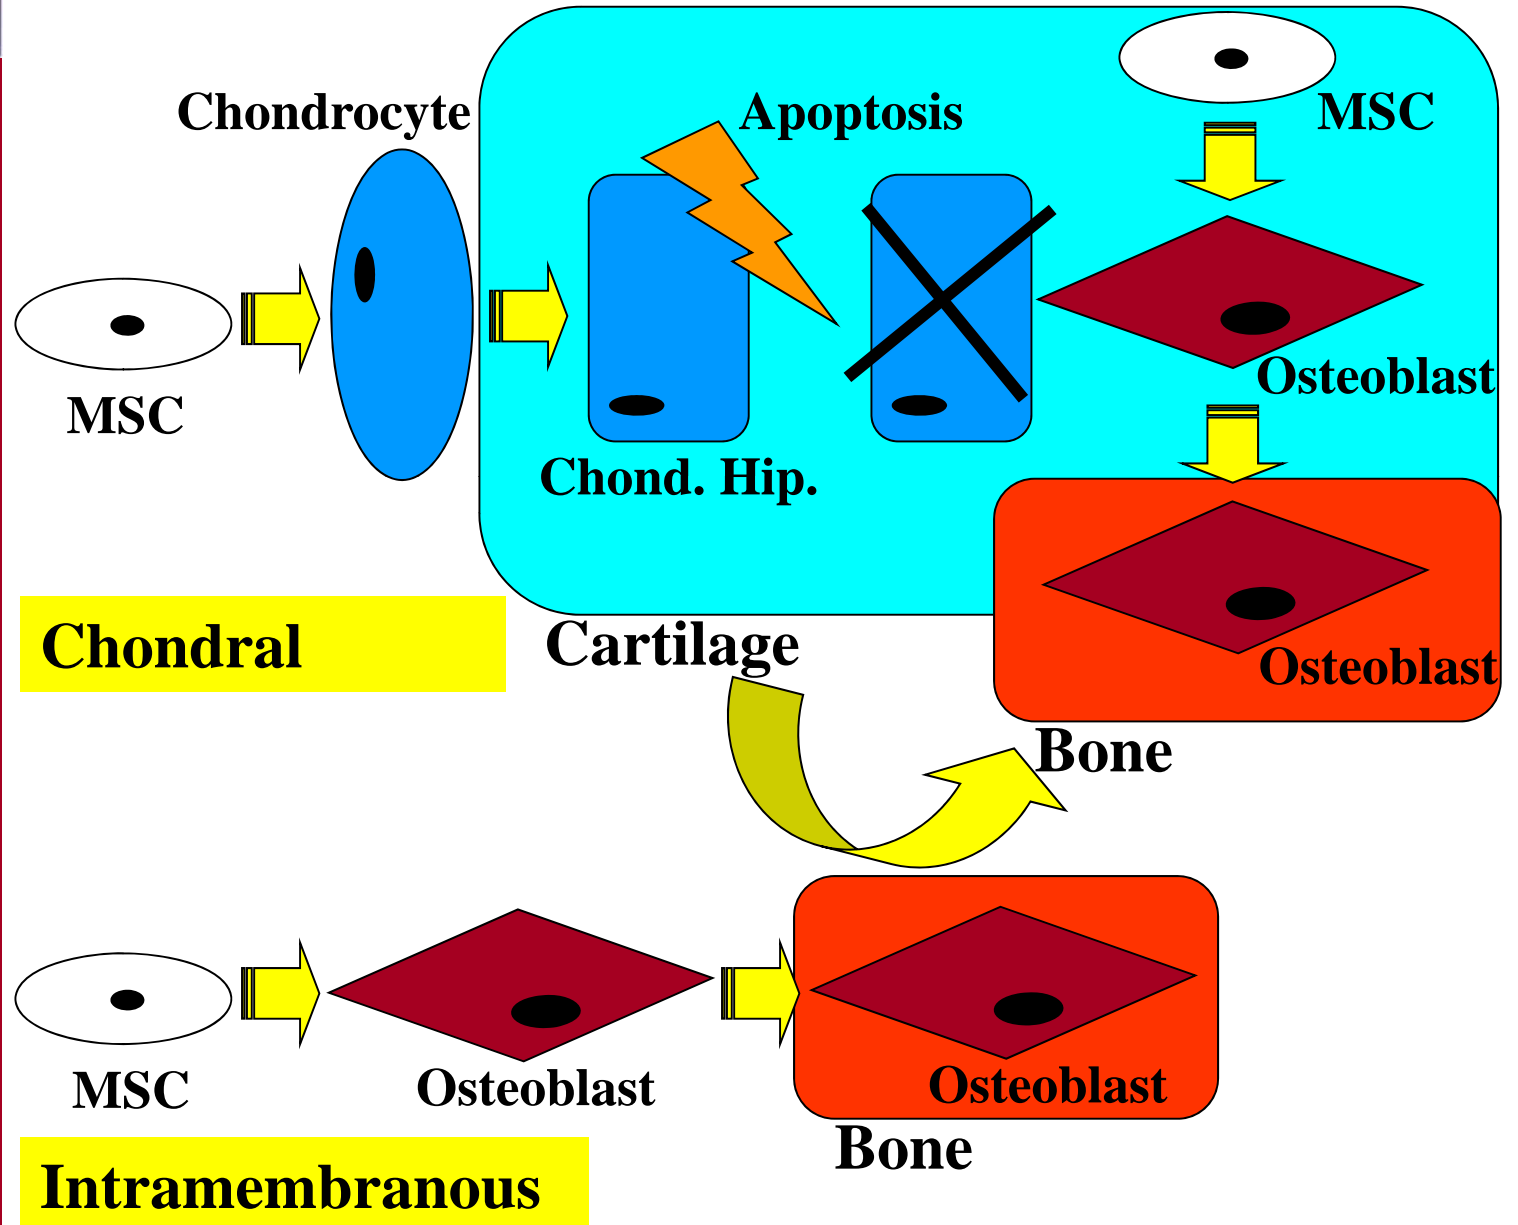 Chondrocyte
Apoptosis
MSC
MSC
Osteoblast
Chond. Hip.
Osteoblast
Chondral
Cartilage
Bone
MSC
Osteoblast
Osteoblast
Bone
Intramembranous